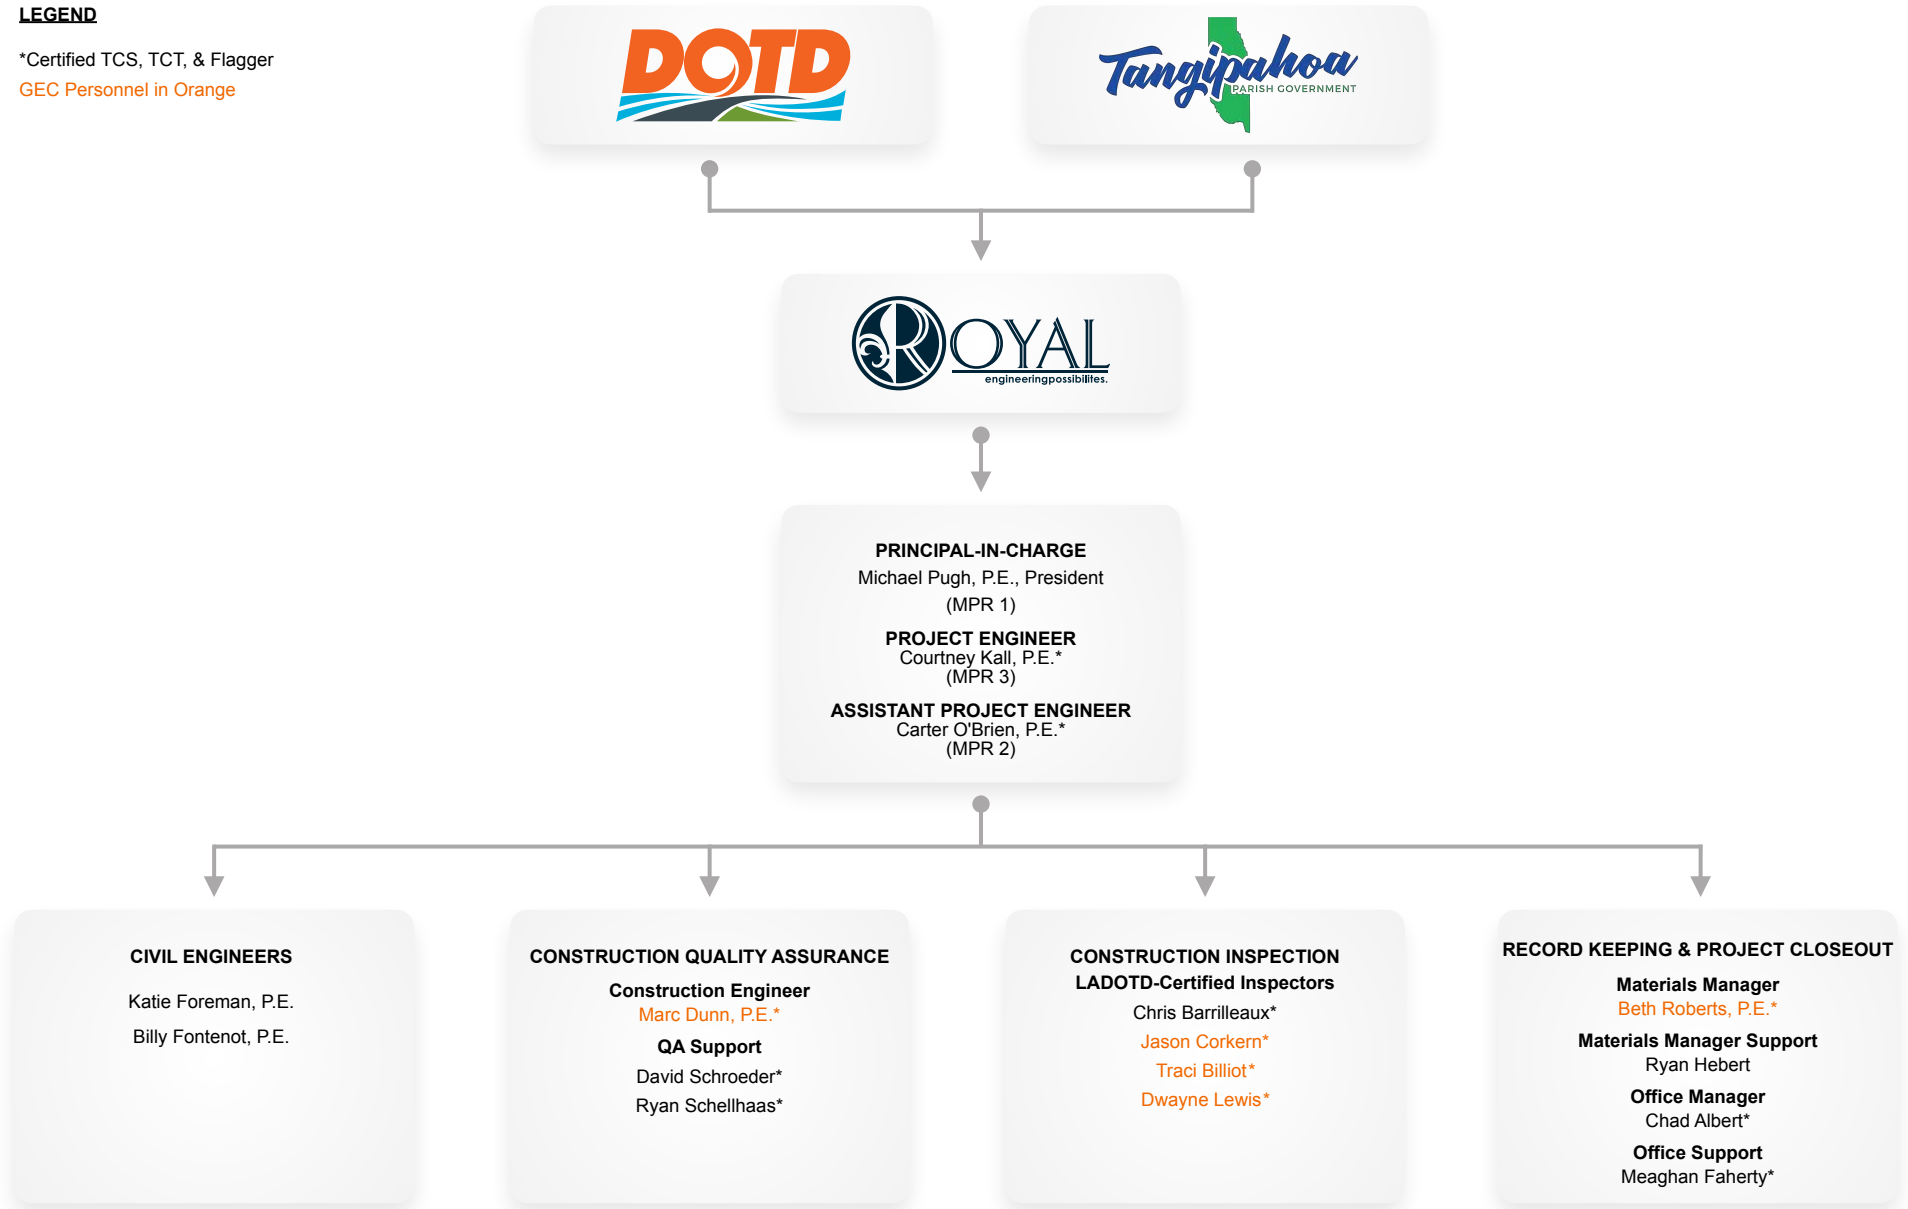 LEGEND
*Certified TCS, TCT, & Flagger
GEC Personnel in Orange
DOTD
Tangipahoa
PARISH GOVERNMENT
ROYAL
engineeringpossibilites.
PRINCIPAL-IN-CHARGE
Michael Pugh, P.E., President
(MPR 1)
PROJECT ENGINEER
Courtney Kall, P.E.*
(MPR 3)
ASSISTANT PROJECT ENGINEER
Carter O'Brien, P.E.*
(MPR 2)
CIVIL ENGINEERS
Katie Foreman, P.E.
Billy Fontenot, P.E.
CONSTRUCTION QUALITY ASSURANCE
Construction Engineer
Marc Dunn, P.E.*
QA Support
David Schroeder*
Ryan Schellhaas*
CONSTRUCTION INSPECTION
LADOTD-Certified Inspectors
Chris Barrilleaux*
Jason Corkern*
Traci Billiot*
Dwayne Lewis*
RECORD KEEPING & PROJECT CLOSEOUT
Materials Manager
Beth Roberts, P.E.*
Materials Manager Support
Ryan Hebert
Office Manager
Chad Albert*
Office Support
Meaghan Faherty*